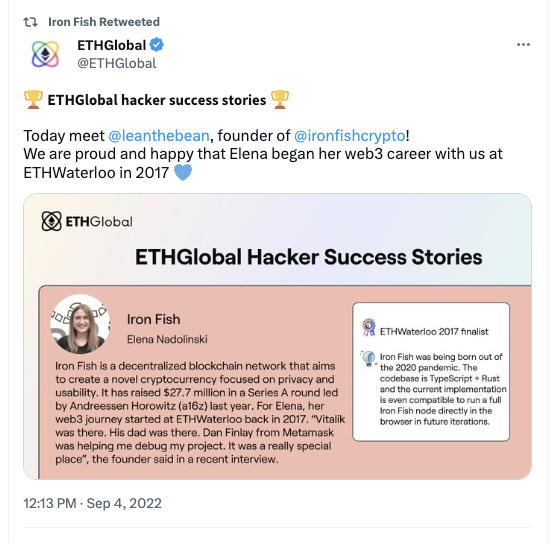 Iron Fish Retweeted
ETHGlobal
@ETHGlobal
🏆 ETHGlobal hacker success stories 🏆
Today meet @leanthebean, founder of @ironfishcrypto!
We are proud and happy that Elena began her web3 career with us at
ETHWaterloo in 2017 💙
ETHGlobal
ETHGlobal Hacker Success Stories
Iron Fish
Elena Nadolinski
Iron Fish is a decentralized blockchain network that aims
to create a novel cryptocurrency focused on privacy and
usability. It has raised $27.7 million in a Series A round led
by Andreessen Horowitz (a16z) last year. For Elena, her
web3 journey started at ETHWaterloo back in 2017. “Vitalik
was there. His dad was there. Dan Finlay from Metamask
was helping me debug my project. It was a really special
place”, the founder said in a recent interview.
ETHWaterloo 2017 finalist
Iron Fish was being born out of
the 2020 pandemic. The
codebase is TypeScript + Rust
and the current implementation
is even compatible to run a full
Iron Fish node directly in the
browser in future iterations.
12:13 PM · Sep 4, 2022